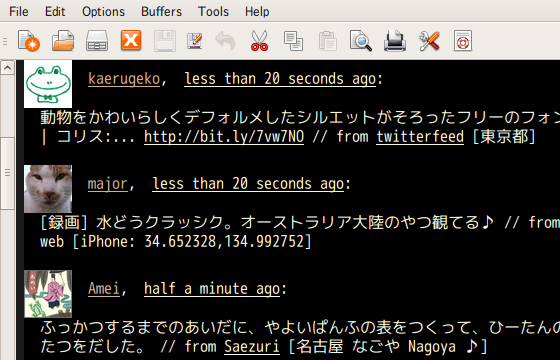 File Edit Options Buffers Tools Help
kaerugeko, less than 20 seconds ago:
動物をかわいらしくデフォルメしたシルエットがそろったフリーのフォン
| コリス:... http://bit.ly/7vw7NO // from twitterfeed [東京都]
major, less than 20 seconds ago:
[録画] 水どうクラッシク。オーストラリア大陸のやつ観てる♪ // from
web [iPhone: 34.652328,134.992752]
Amei, half a minute ago:
ふっかつするまでのあいだに、やよいぱんふの表をつくって、ひーたんの
たつをだした。 // from Saezuri [名古屋 なごや Nagoya ♪]